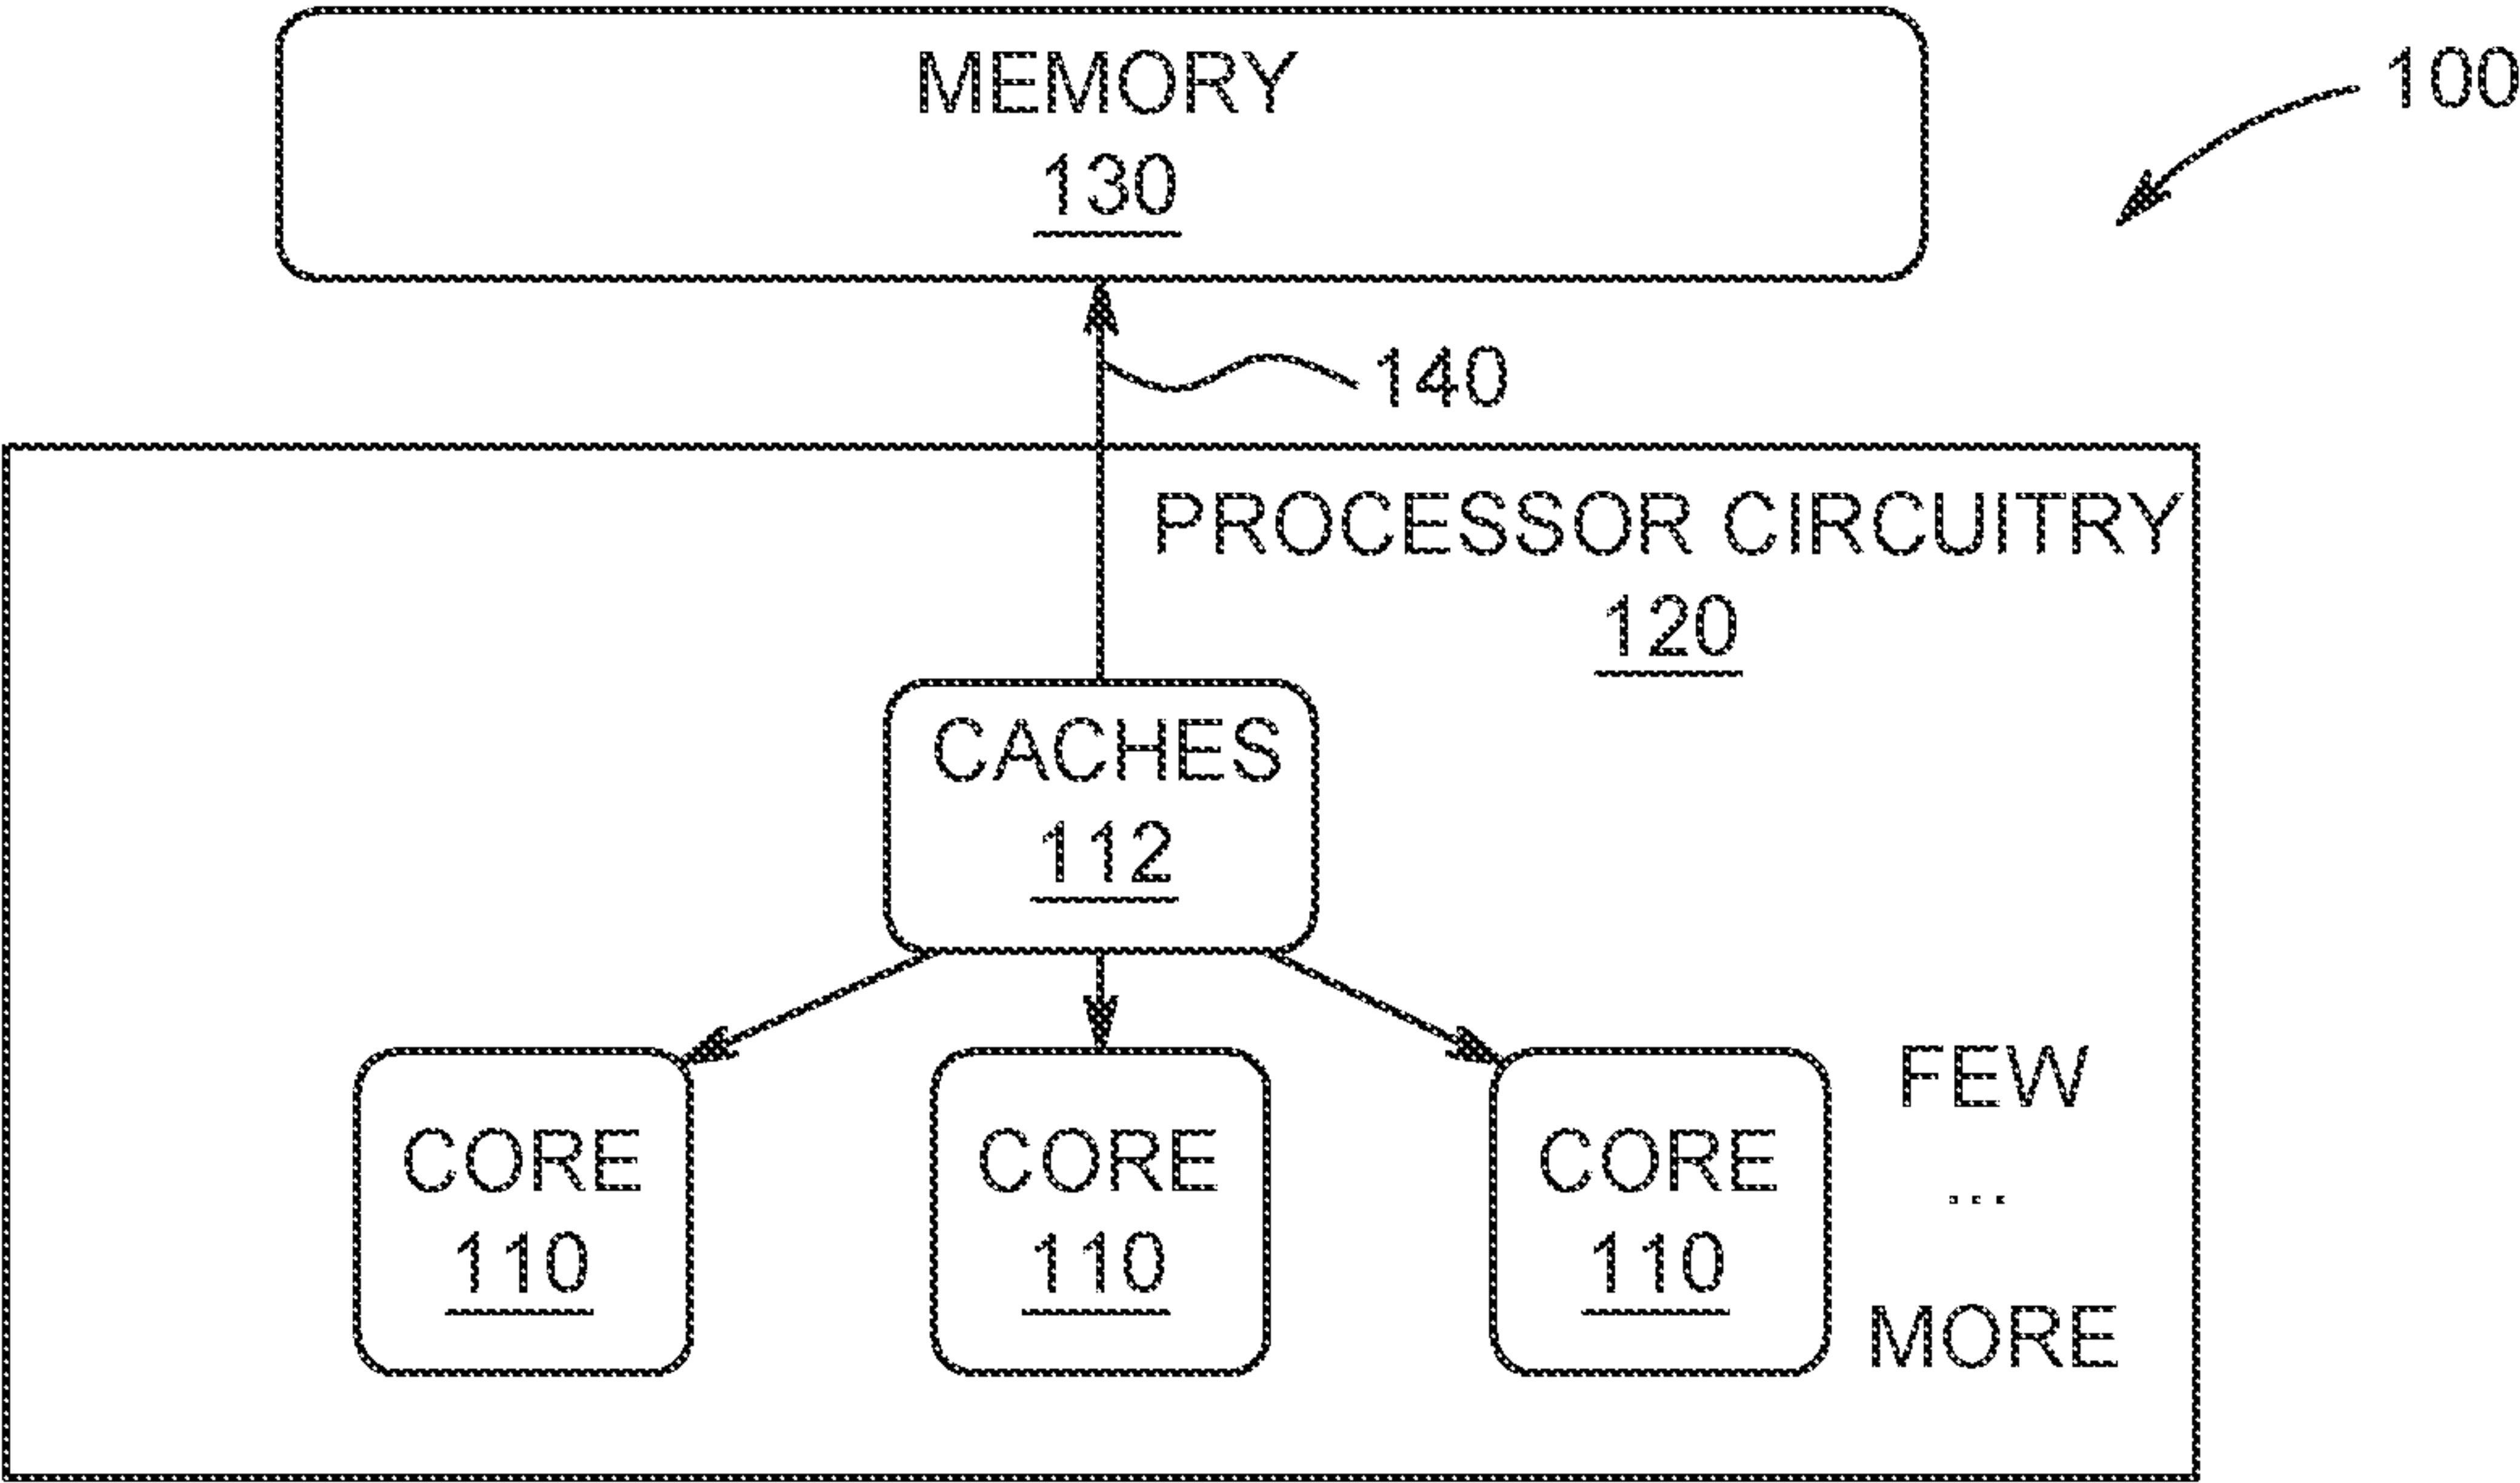 MEMORY
130
100
140
PROCESSOR CIRCUITRY
120
CACHES
112
CORE
110
CORE
110
CORE
110
FEW
...
MORE